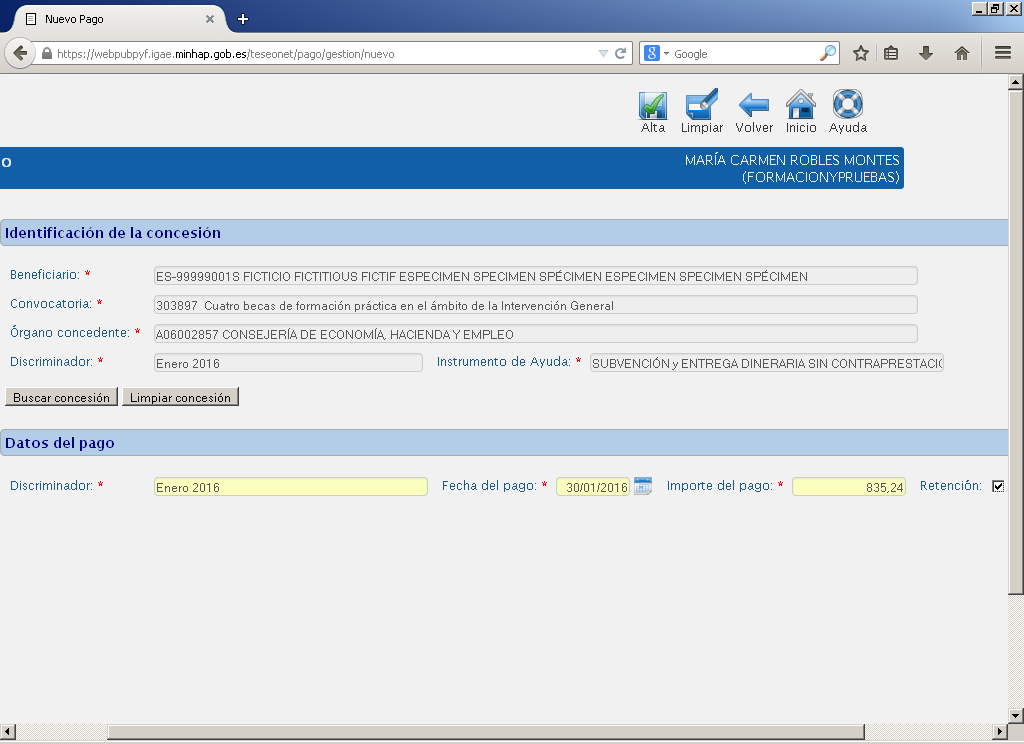 Nuevo Pago
https://webpubpyf.igae.minhap.gob.es/teseonet/pago/gestion/nuevo
Google
Alta Limpiar Volver Inicio Ayuda
o MARÍA CARMEN ROBLES MONTES
(FORMACIONYPRUEBAS)
Identificación de la concesión
Beneficiario: * ES-99999001S FICTICIO FICTITIOUS FICTIF ESPECIMEN SPECIMEN SPÉCIMEN ESPECIMEN SPECIMEN SPÉCIMEN
Convocatoria: * 303897 Cuatro becas de formación práctica en el ámbito de la Intervención General
Órgano concedente: * A06002857 CONSEJERÍA DE ECONOMÍA, HACIENDA Y EMPLEO
Discriminador: * Enero 2016 Instrumento de Ayuda: * SUBVENCIÓN y ENTREGA DINERARIA SIN CONTRAPRESTACIO
Buscar concesión Limpiar concesión
Datos del pago
Discriminador: * Enero 2016 Fecha del pago: * 30/01/2016 Importe del pago: * 835,24 Retención: